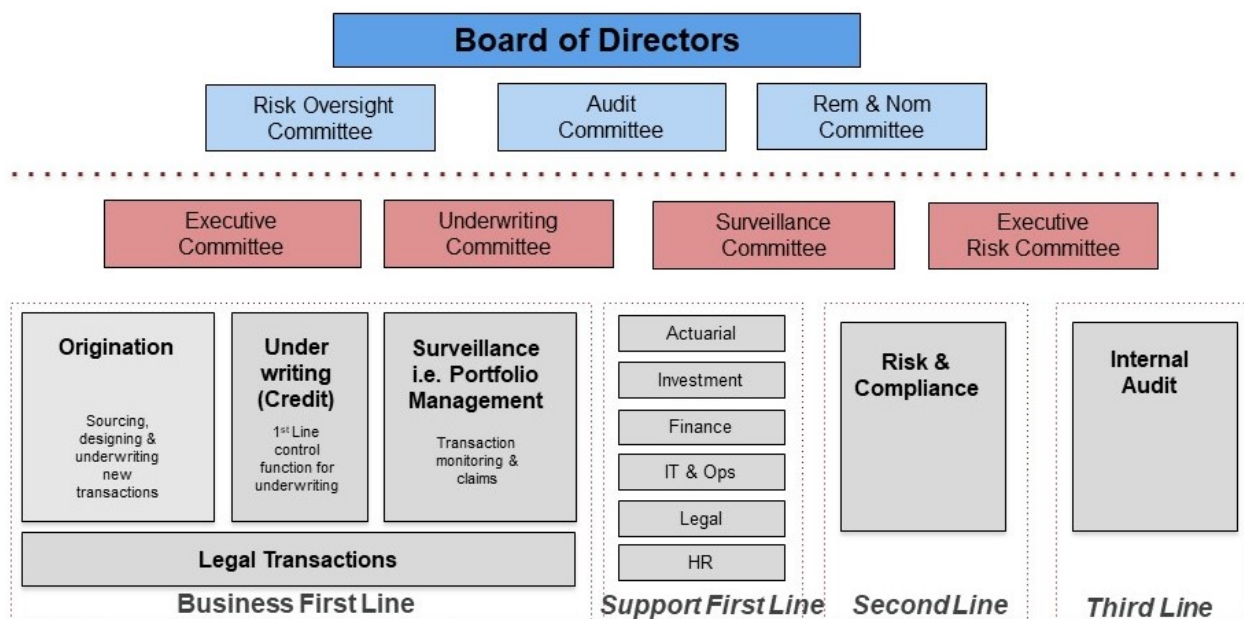 Board of Directors
Risk Oversight
Committee
Audit
Committee
Rem & Nom
Committee
Executive
Committee
Underwriting
Committee
Surveillance
Committee
Executive
Risk Committee
Origination
Sourcing,
designing &
underwriting
new
transactions
Under
writing
(Credit)
1st Line
control
function for
underwriting
Surveillance
i.e. Portfolio
Management
Transaction
monitoring &
claims
Legal Transactions
Business First Line
Actuarial
Investment
Finance
IT & Ops
Legal
HR
Support First Line
Risk &
Compliance
Second Line
Internal
Audit
Third Line